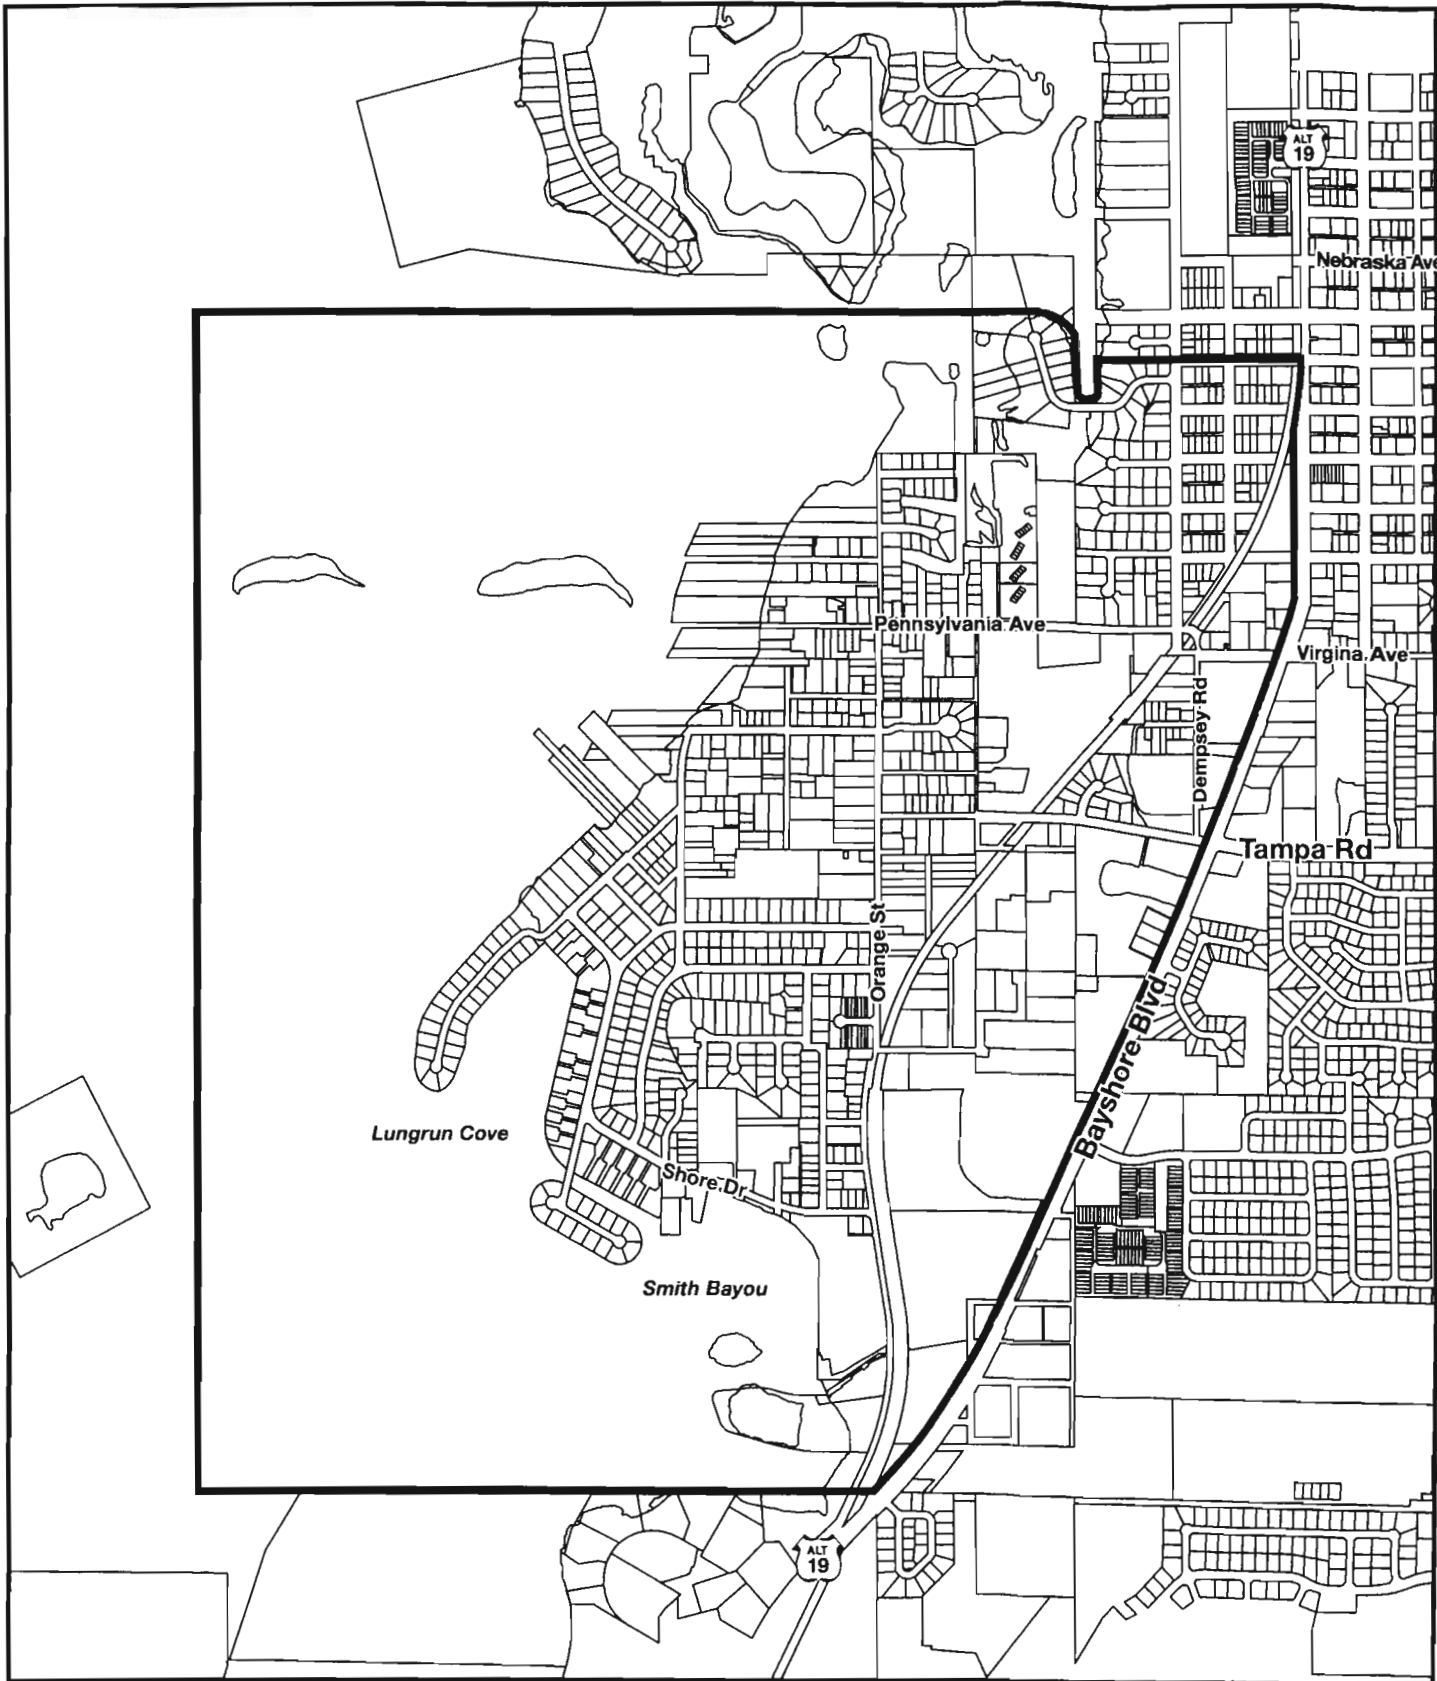 ALT
19
Nebraska Ave
Pennsylvania Ave
Virgina Ave
Dempsey Rd
Tampa Rd
Orange St
Bayshore Blvd
Lungrun Cove
Shore Dr
Smith Bayou
ALT
19